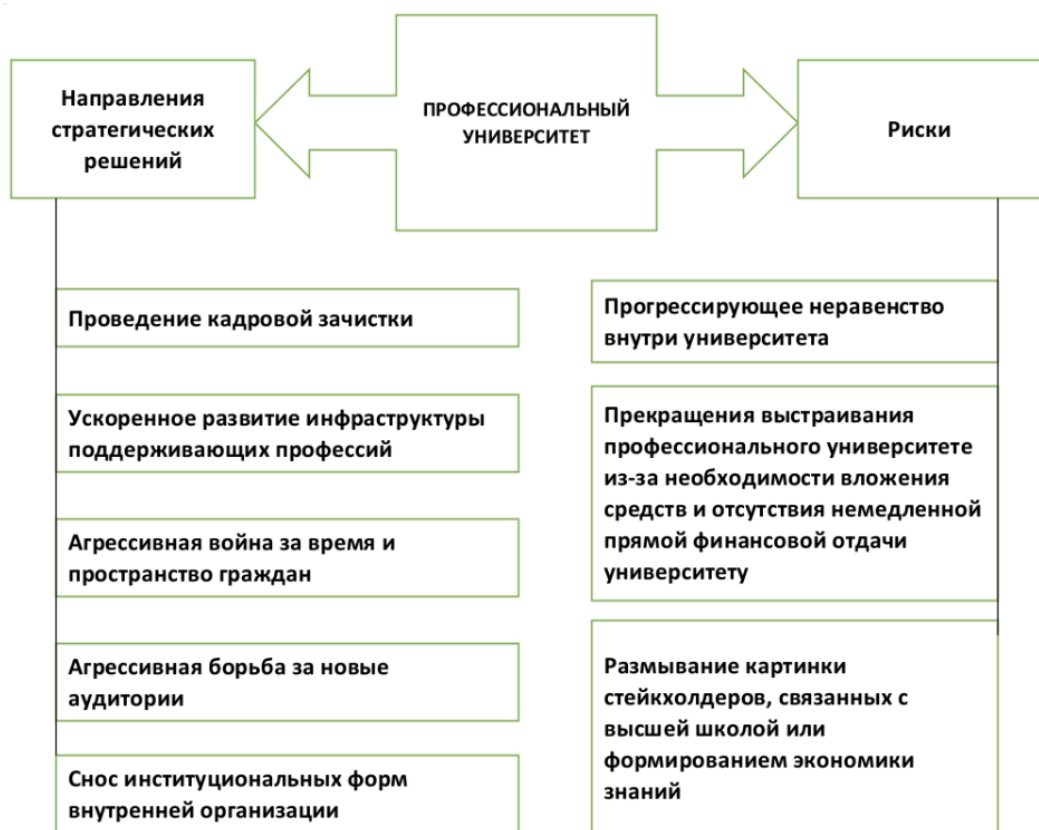 Направления
стратегических
решений
ПРОФЕССИОНАЛЬНЫЙ
УНИВЕРСИТЕТ
Риски
Проведение кадровой зачистки
Ускоренное развитие инфраструктуры
поддерживающих профессий
Агрессивная война за время и
пространство граждан
Агрессивная борьба за новые
аудитории
Снос институциональных форм
внутренней организации
Прогрессирующее неравенство
внутри университета
Прекращения выстраивания
профессионального университете
из-за необходимости вложения
средств и отсутствия немедленной
прямой финансовой отдачи
университету
Размывание картинки
стейкхолдеров, связанных с
высшей школой или
формированием экономики
знаний